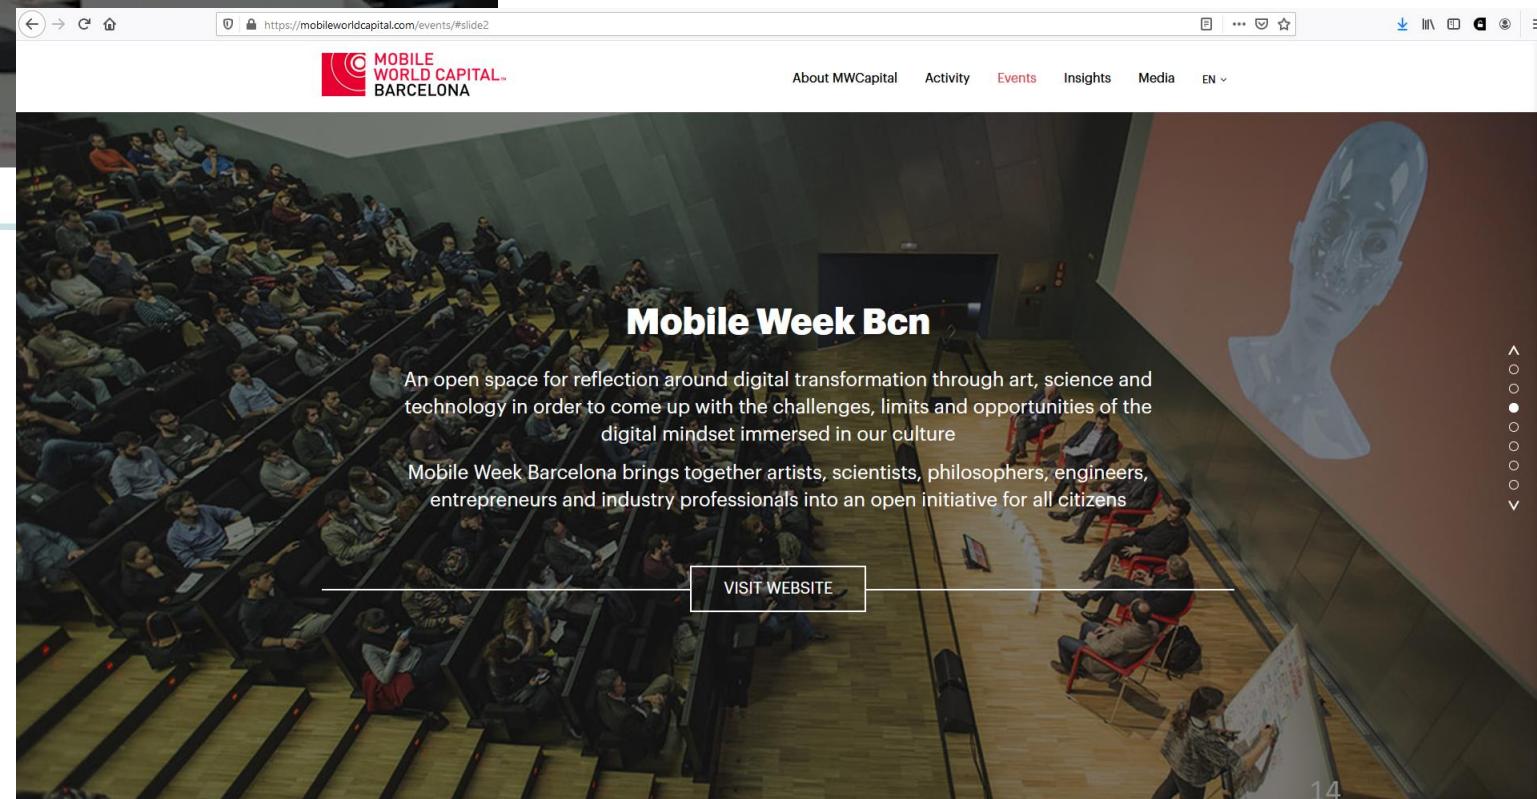 https://mobileworldcapital.com/events/#slide2
MOBILE
WORLD CAPITAL™
BARCELONA
About MWCapital Activity Events Insights Media EN
Mobile Week Bcn
An open space for reflection around digital transformation through art, science and
technology in order to come up with the challenges, limits and opportunities of the
digital mindset immersed in our culture
Mobile Week Barcelona brings together artists, scientists, philosophers, engineers,
entrepreneurs and industry professionals into an open initiative for all citizens
VISIT WEBSITE
14